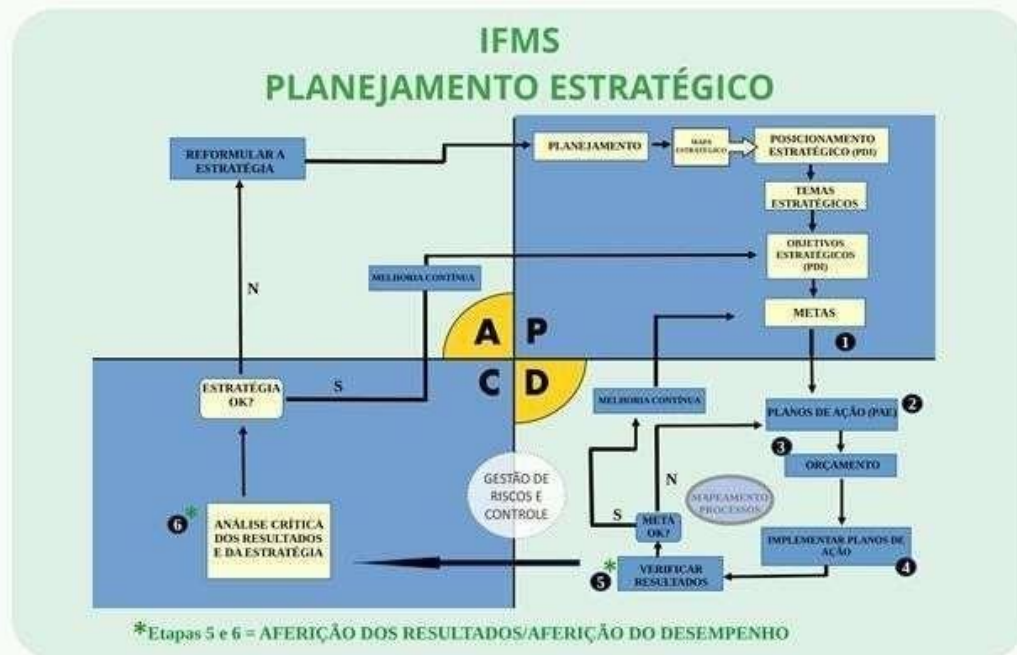 IFMS
PLANEJAMENTO ESTRATÉGICO
REFORMULAR A
ESTRATÉGIA
PLANEJAMENTO
MAPA
ESTRATÉGICO
POSICIONAMENTO
ESTRATÉGICO (PDI)
TEMAS
ESTRATÉGICOS
OBJETIVOS
ESTRATÉGICOS
(PDI)
MELHORIA CONTÍNUA
N
METAS
1
A
P
C
D
ESTRATÉGIA
OK?
S
MELHORIA CONTÍNUA
PLANOS DE AÇÃO (PAE)
2
3
ORÇAMENTO
GESTÃO DE
RISCOS E
CONTROLE
N
MAPEAMENTO
PROCESSOS
S
META
OK?
6*
ANÁLISE CRÍTICA
DOS RESULTADOS
E DA ESTRATÉGIA
IMPLEMENTAR PLANOS DE
AÇÃO
4
5*
VERIFICAR
RESULTADOS
*Etapas 5 e 6 = AFERIÇÃO DOS RESULTADOS/AFERIÇÃO DO DESEMPENHO